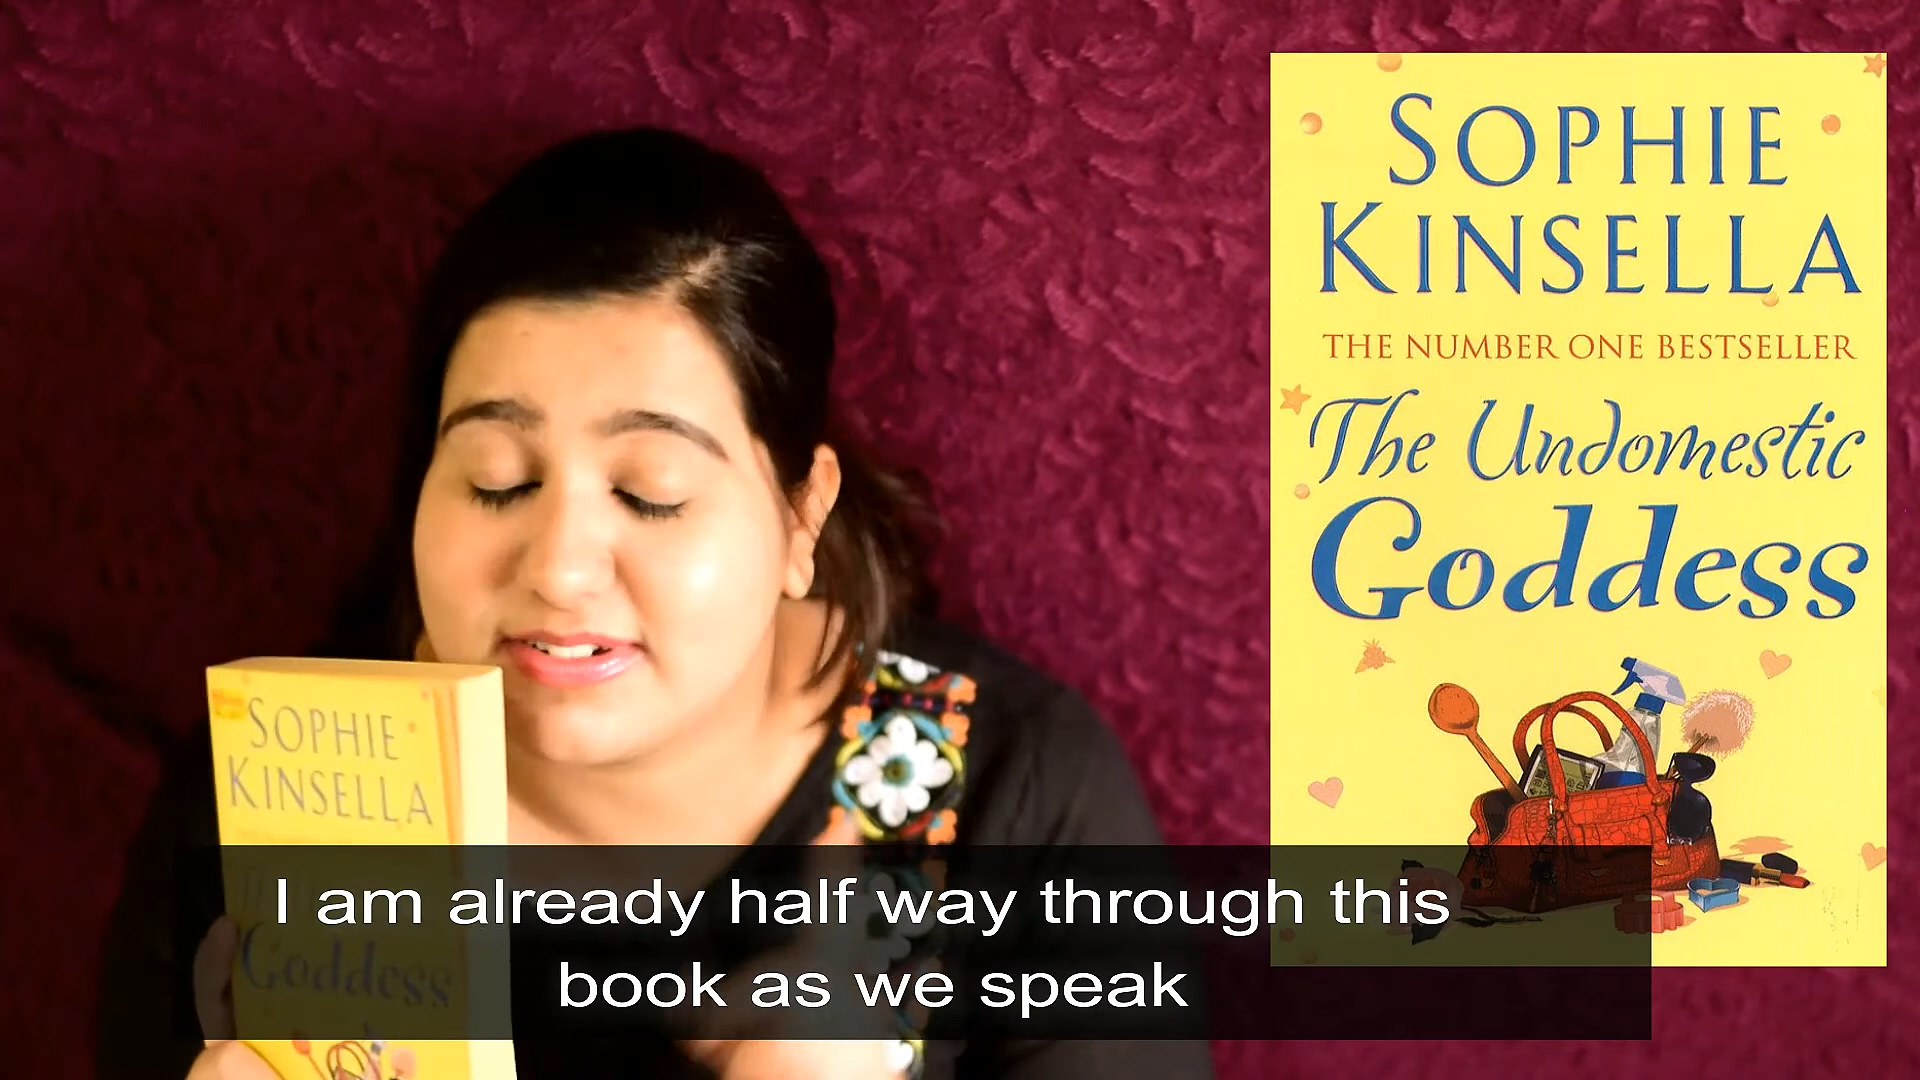 SOPHIE
KINSELLA
THE NUMBER ONE BESTSELLER
The Undomestic
Goddess
SOPHIE
KINSELLA
Goddess
I am already half way through this
book as we speak